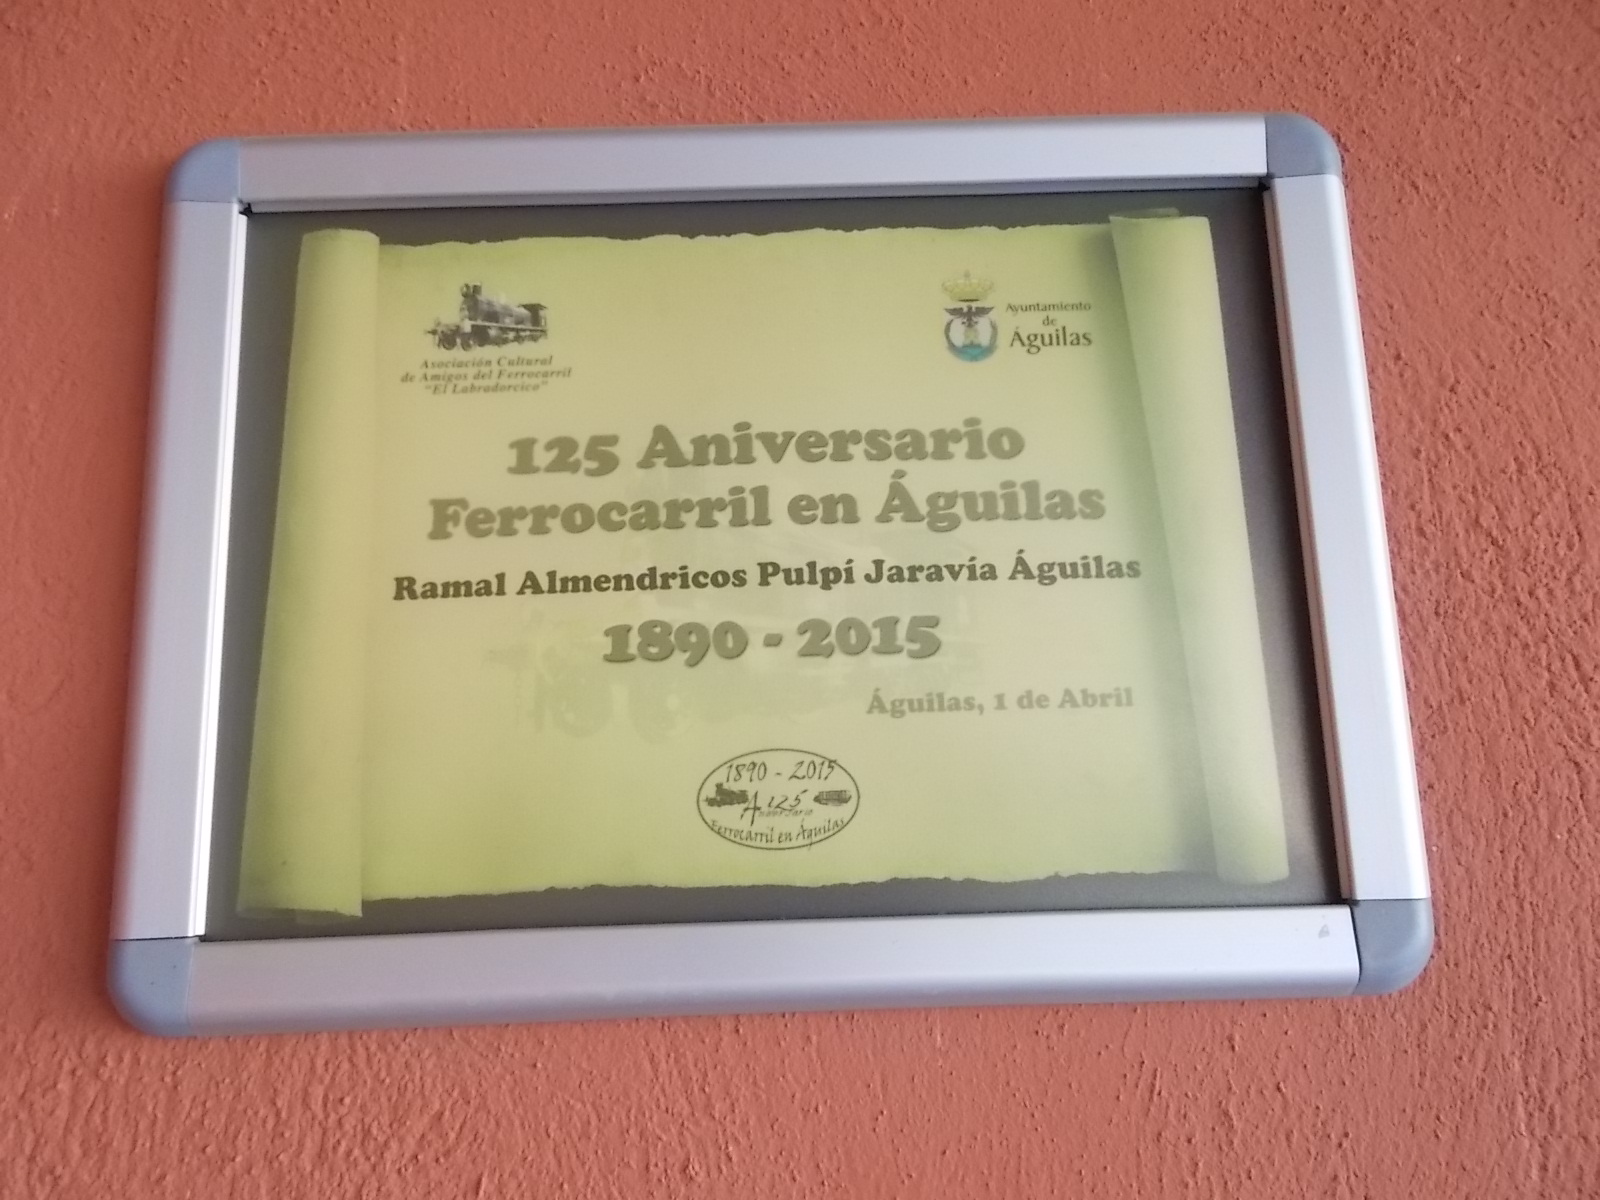 Asociación Cultural
de Amigos del Ferrocarril
"El Labradorcico"
Ayuntamiento
de
Águilas
125 Aniversario
Ferrocarril en Águilas
Ramal Almendricos Pulpí Jaravía Águilas
1890 - 2015
Águilas, 1 de Abril
1890 - 2015
125
Aniversario
Ferrocarril en Águilas